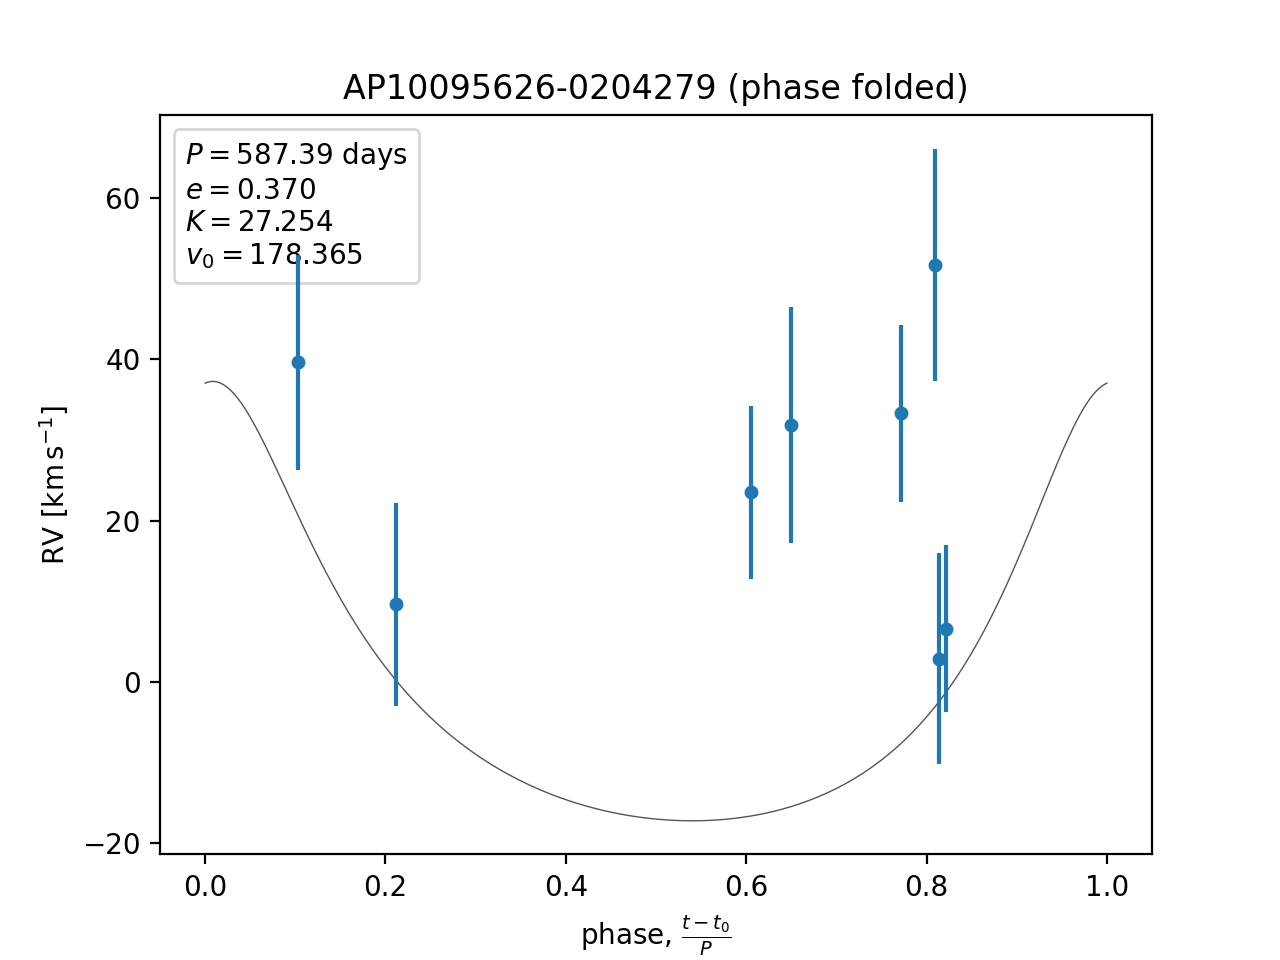 AP10095626-0204279 (phase folded)
P = 587.39 days
e = 0.370
K = 27.254
v₀ = 178.365
60
40
20
0
−20
RV [km s⁻¹]
0.0 0.2 0.4 0.6 0.8 1.0
phase, (t − t₀)/P